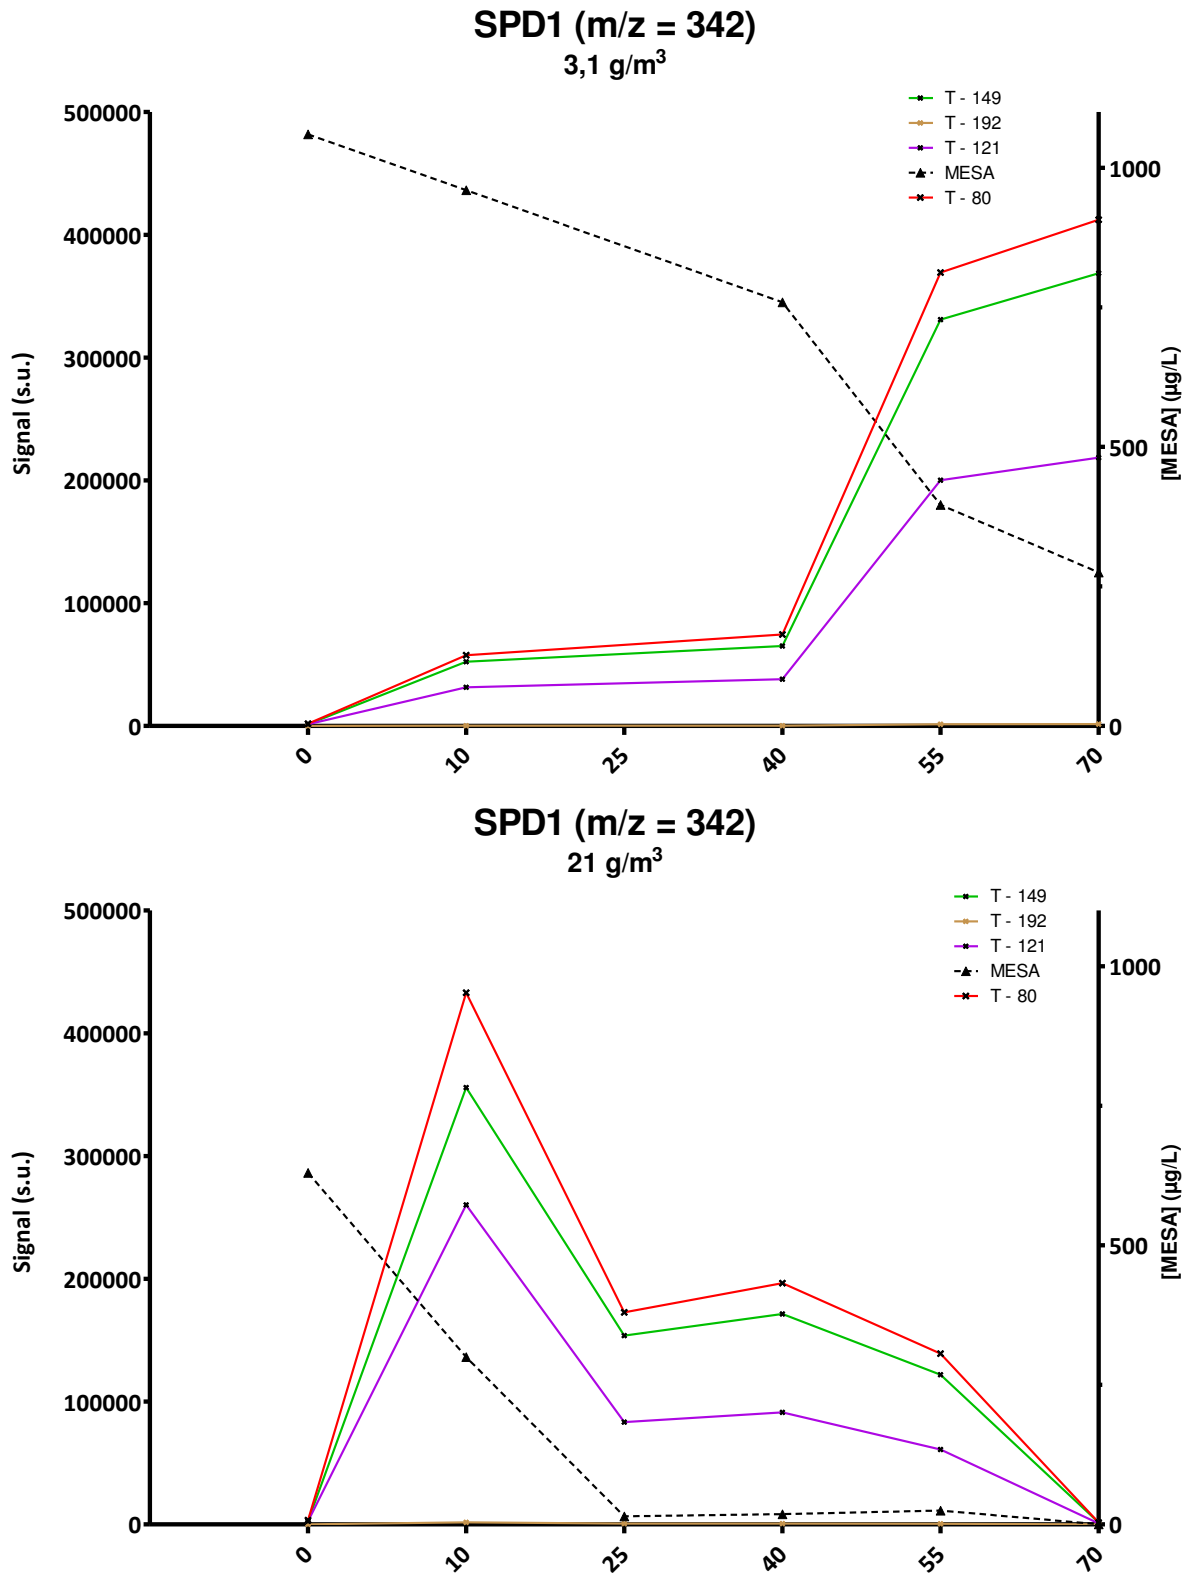 SPD1 (m/z = 342)
3,1 g/m³
T - 149
T - 192
T - 121
MESA
T - 80
500000
400000
300000
200000
100000
0
1000
500
0
Signal (s.u.)
[MESA] (µg/L)
0
10
25
40
55
70
SPD1 (m/z = 342)
21 g/m³
T - 149
T - 192
T - 121
MESA
T - 80
500000
400000
300000
200000
100000
0
1000
500
0
Signal (s.u.)
[MESA] (µg/L)
0
10
25
40
55
70